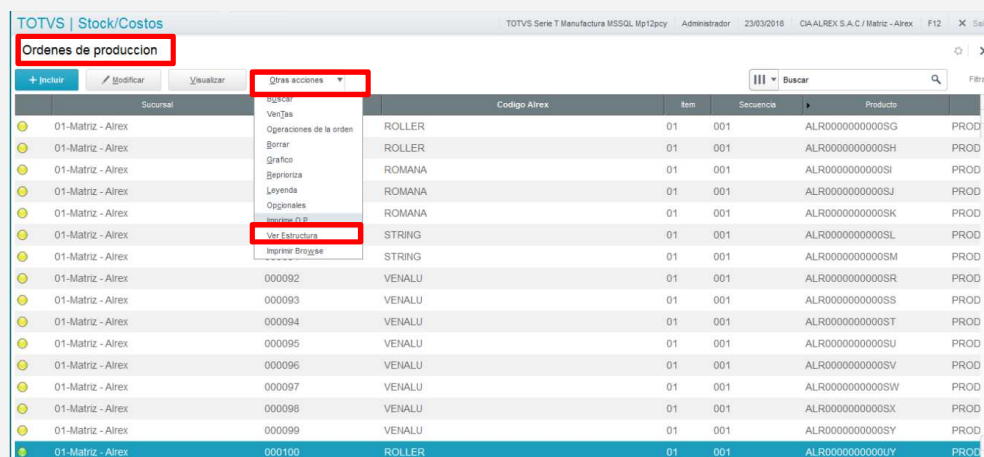 TOTVS | Stock/Costos TOTVS Serie T Manufactura MSSQL Mp12pcy Administrador 23/03/2016 CIA ALREX S.A.C / Matriz - Alrex F12 X Sal
Ordenes de produccion
+ Incluir Modificar Visualizar Otras acciones Buscar Filtra
Sucursal Codigo Alrex Item Secuencia Producto
Buscar
VenTas
Operaciones de la orden
Borrar
Grafico
Reprioriza
Leyenda
Opcionales
Imprime O.P.
Ver Estructura
Imprimir Browse
01-Matriz - Alrex ROLLER 01 001 ALR0000000000SG PROD
01-Matriz - Alrex ROLLER 01 001 ALR0000000000SH PROD
01-Matriz - Alrex ROMANA 01 001 ALR0000000000SI PROD
01-Matriz - Alrex ROMANA 01 001 ALR0000000000SJ PROD
01-Matriz - Alrex ROMANA 01 001 ALR0000000000SK PROD
01-Matriz - Alrex STRING 01 001 ALR0000000000SL PROD
01-Matriz - Alrex STRING 01 001 ALR0000000000SM PROD
01-Matriz - Alrex 000092 VENALU 01 001 ALR0000000000SR PROD
01-Matriz - Alrex 000093 VENALU 01 001 ALR0000000000SS PROD
01-Matriz - Alrex 000094 VENALU 01 001 ALR0000000000ST PROD
01-Matriz - Alrex 000095 VENALU 01 001 ALR0000000000SU PROD
01-Matriz - Alrex 000096 VENALU 01 001 ALR0000000000SV PROD
01-Matriz - Alrex 000097 VENALU 01 001 ALR0000000000SW PROD
01-Matriz - Alrex 000098 VENALU 01 001 ALR0000000000SX PROD
01-Matriz - Alrex 000099 VENALU 01 001 ALR0000000000SY PROD
01-Matriz - Alrex 000100 ROLLER 01 001 ALR0000000000UY PROD